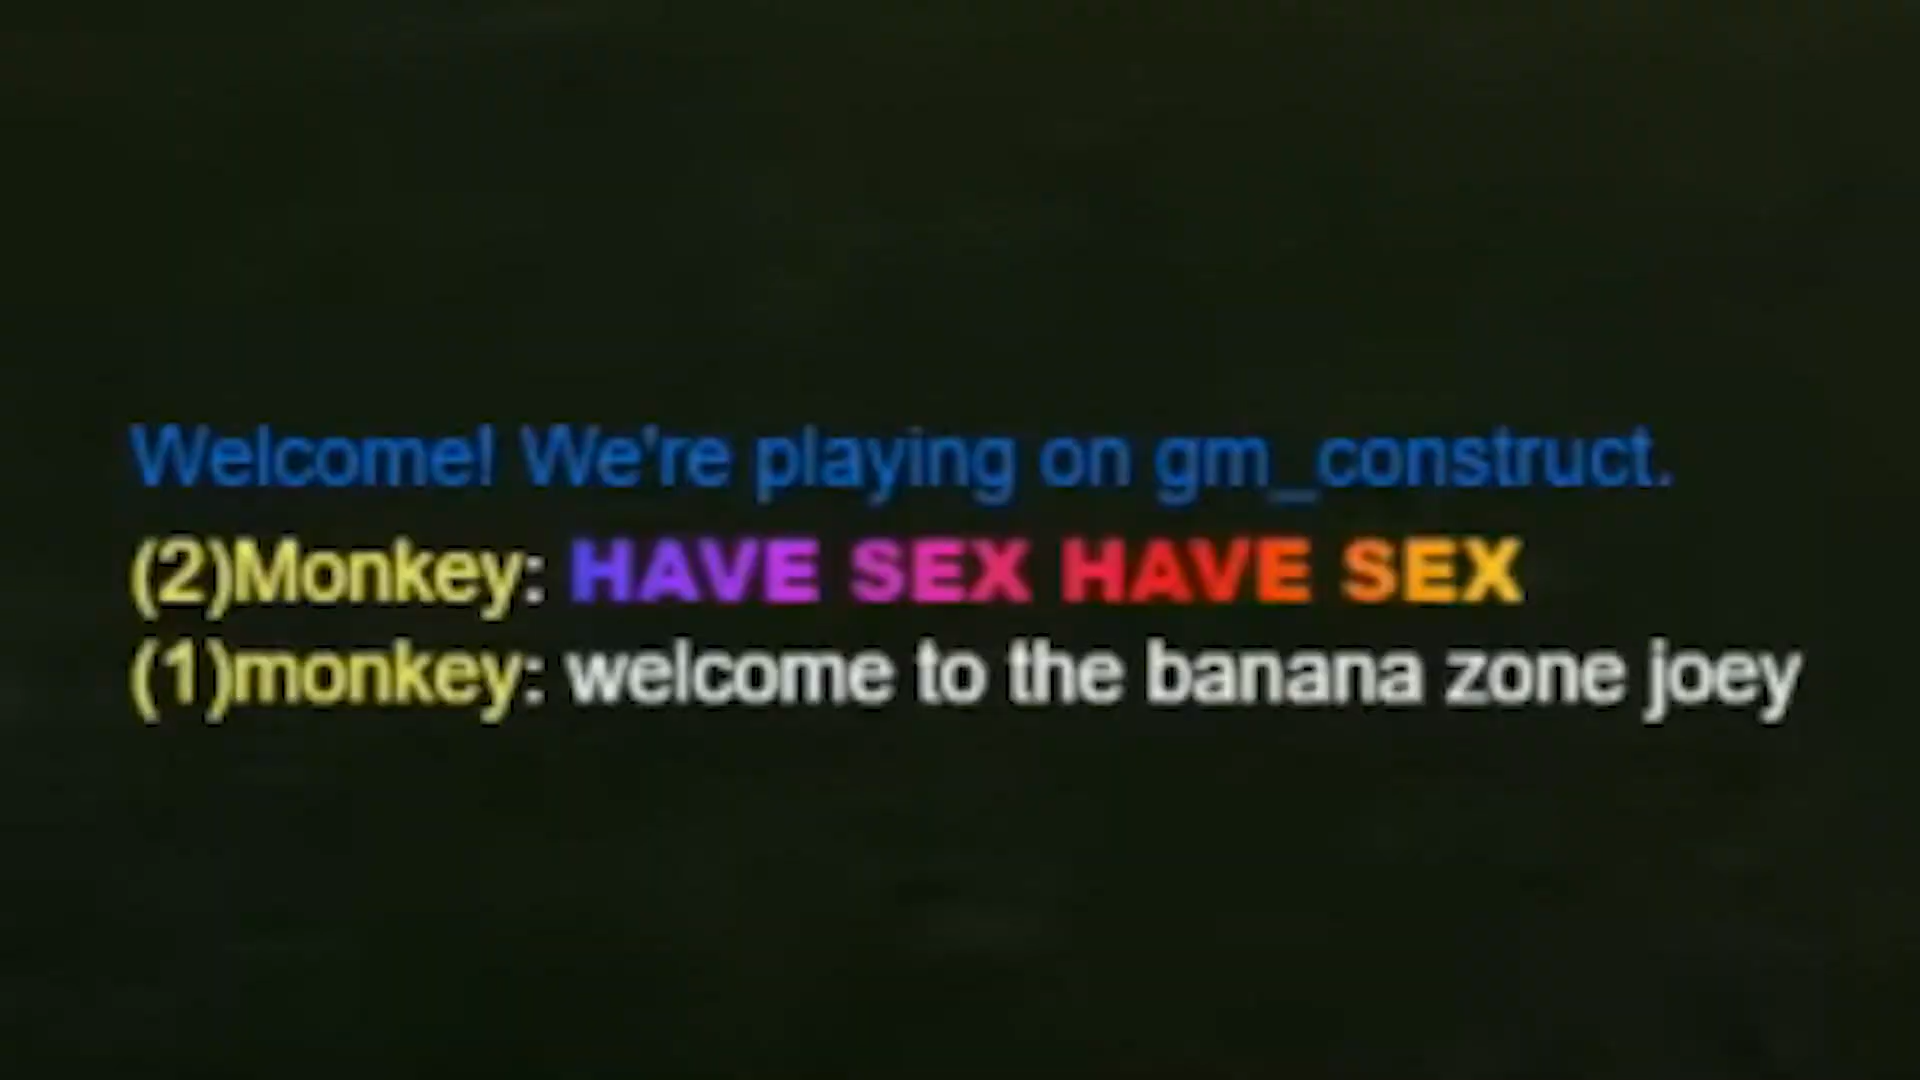 Welcome! We're playing on gm_construct.
(2)Monkey: HAVE SEX HAVE SEX
(1)monkey: welcome to the banana zone joey